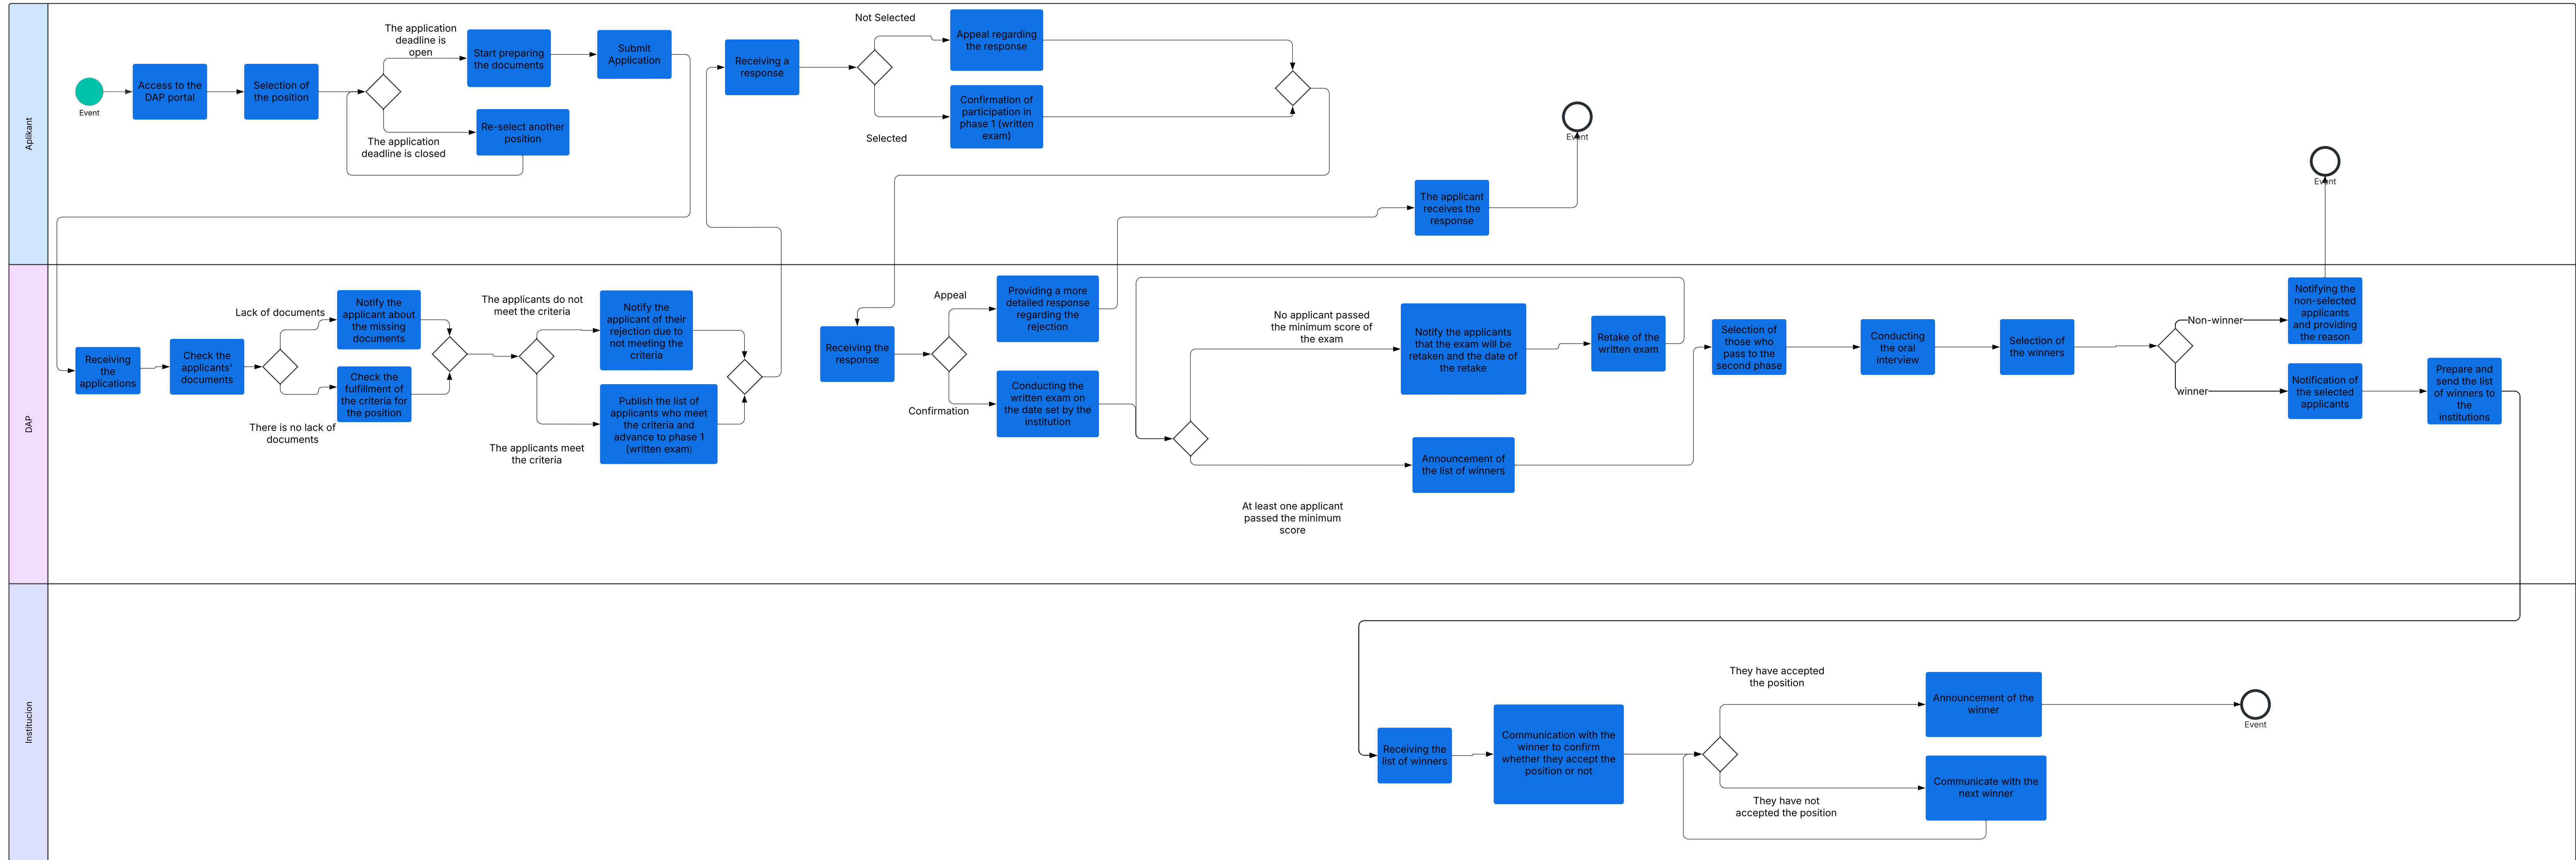 Aplikant
Event
Access to the
DAP portal
Selection of
the position
The application
deadline is
open
The application
deadline is closed
Start preparing
the documents
Submit
Application
Re-select another
position
Receiving a
response
Not Selected
Selected
Appeal regarding
the response
Confirmation of
participation in
phase 1 (written
exam)
The applicant
receives the
response
Event
Event
DAP
Receiving
the
applications
Check the
applicants'
documents
Lack of documents
There is no lack of
documents
Notify the
applicant about
the missing
documents
Check the
fulfillment of
the criteria for
the position
The applicants do not
meet the criteria
The applicants meet
the criteria
Notify the
applicant of their
rejection due to
not meeting the
criteria
Publish the list of
applicants who meet
the criteria and
advance to phase 1
(written exam)
Receiving the
response
Appeal
Confirmation
Providing a more
detailed response
regarding the
rejection
Conducting the
written exam on
the date set by the
institution
No applicant passed
the minimum score of
the exam
At least one applicant
passed the minimum
score
Notify the applicants
that the exam will be
retaken and the date of
the retake
Retake of the
written exam
Announcement of
the list of winners
Selection of
those who
pass to the
second phase
Conducting
the oral
interview
Selection of
the winners
Non-winner
winner
Notifying the
non-selected
applicants
and providing
the reason
Notification of
the selected
applicants
Prepare and
send the list
of winners to
the
institutions
Institucion
Receiving the
list of winners
Communication with the
winner to confirm
whether they accept the
position or not
They have accepted
the position
They have not
accepted the position
Announcement of the
winner
Communicate with the
next winner
Event